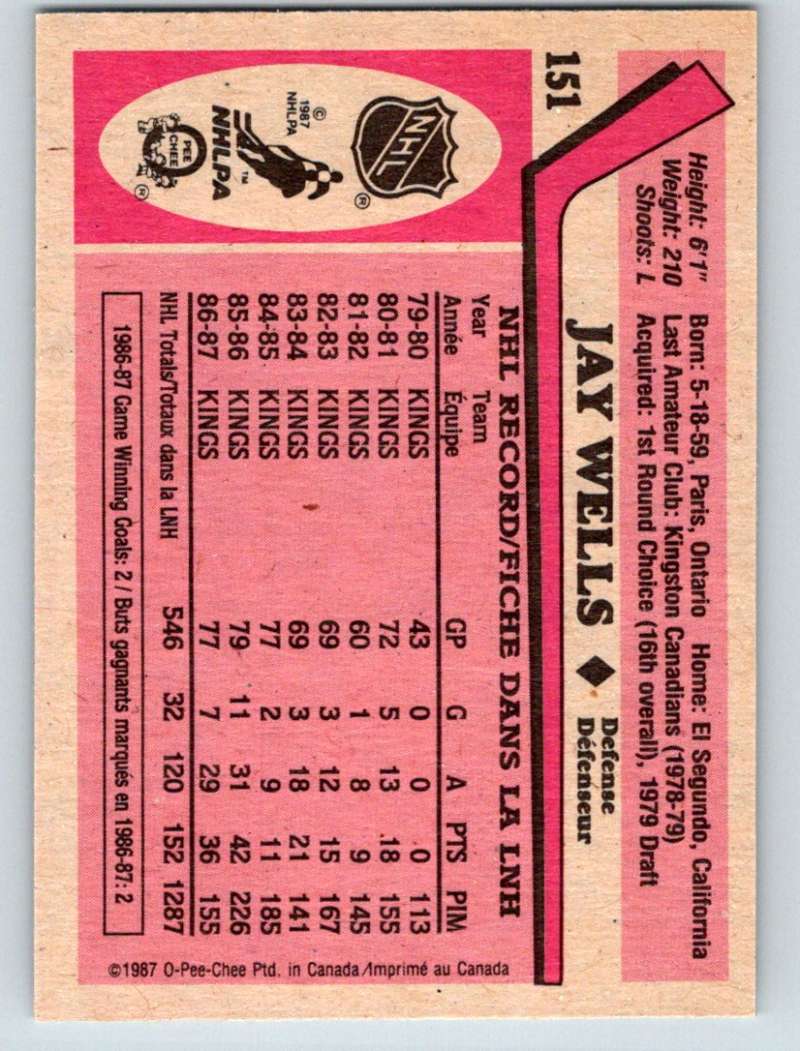 151
Height: 6'1"
Weight: 210
Shoots: L
Born: 5-18-59, Paris, Ontario Home: El Segundo, California
Last Amateur Club: Kingston Canadians (1978-79)
Acquired: 1st Round Choice (16th overall), 1979 Draft
JAY WELLS ◆ Defense
Défenseur
NHL
®
© 1987 NHLPA
NHLPA™
O PEE CHEE
®
NHL RECORD/FICHE DANS LA LNH
Year Team
Année Équipe GP G A PTS PIM
79-80 KINGS 43 0 0 0 113
80-81 KINGS 72 5 13 18 155
81-82 KINGS 60 1 8 9 145
82-83 KINGS 69 3 12 15 167
83-84 KINGS 69 3 18 21 141
84-85 KINGS 77 2 9 11 185
85-86 KINGS 79 11 31 42 226
86-87 KINGS 77 7 29 36 155
NHL Totals/Totaux dans la LNH 546 32 120 152 1287
1986-87 Game Winning Goals: 2 / Buts gagnants marqués en 1986-87: 2
©1987 O-Pee-Chee Ptd. in Canada/Imprimé au Canada